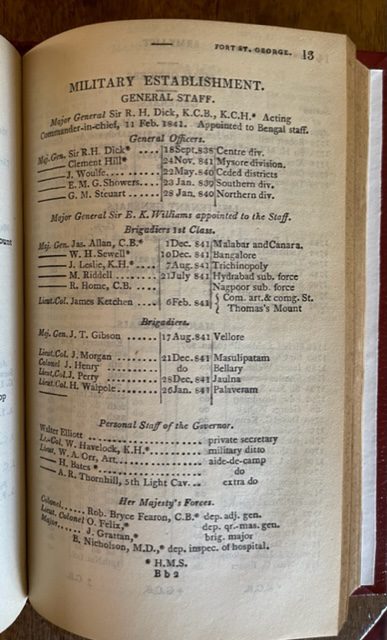 FORT ST. GEORGE. 13
MILITARY ESTABLISHMENT.
GENERAL STAFF.
Major General Sir R. H. Dick, K.C.B., K.C.H.* Acting
Commander-in-chief, 11 Feb. 1841. Appointed to Bengal staff.
General Officers.
Maj. Gen. Sir R.H. Dick* .... 18Sept.838 Centre div.
—— Clement Hill* 24Nov. 841 Mysore division.
—— J. Woulfe........ 22May. 840 Ceded districts
—— E. M. G. Showers.... 23 Jan. 839 Southern div.
—— G. M. Steuart .... 28 Jan. 840 Northern div.
Major General Sir E. K. Williams appointed to the Staff.
Brigadiers 1st Class.
Maj. Gen. Jas. Allan, C.B.* 1Dec. 841 Malabar and Canara.
—— W. H. Sewell* 10Dec. 841 Bangalore
—— J. Leslie, K.H.*.... 7Aug. 841 Trichinopoly
—— M. Riddell ........ 21July 841 Hydrabad sub. force
—— R. Home, C.B. Nagpoor sub. force
Lieut.Col. James Ketchen .... 6Feb. 843 { Com. art.& comg. St.
Thomas's Mount
Brigadiers.
Maj. Gen. J. T. Gibson ...... 17Aug. 841 Vellore
Lieut.Col. J. Morgan ........ 21Dec. 841 Masulipatam
Colonel J. Henry ........ do Bellary
Lieut.Col. J. Perry .......... 28Dec. 841 Jaulna
Lieut.Col. H. Walpole........ 26Jan. 841 Palaveram
Personal Staff of the Governor.
Walter Elliott .................. private secretary
Lt.-Col. W. Havelock, K.H.*...... military ditto
Lieut. W. A. Orr, Art............ aide-de-camp
—— H. Bates * .................. do
—— A. R. Thornhill, 5th Light Cav..... extra do
Her Majesty's Forces.
Colonel...... Rob. Bryce Fearon, C.B.* dep. adj. gen.
Lieut. Colonel O. Felix,* dep. qr.-mas. gen.
Major........ J. Grattan,* brig. major
B. Nicholson, M.D.,* dep. inspec. of hospital.
* H.M.S.
B b 2